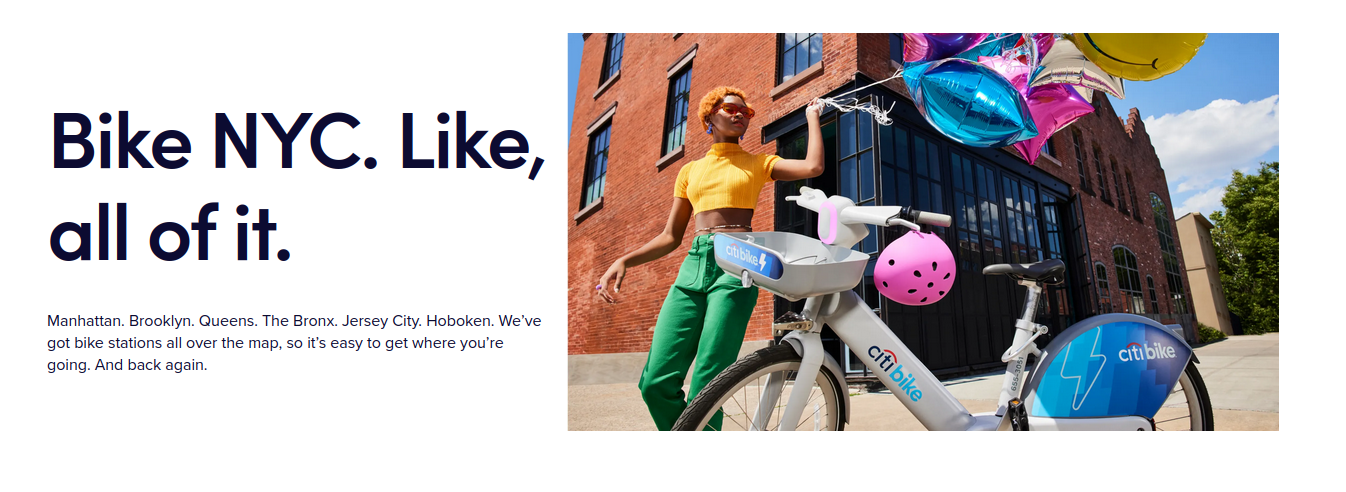 Bike NYC. Like,
all of it.
Manhattan. Brooklyn. Queens. The Bronx. Jersey City. Hoboken. We’ve
got bike stations all over the map, so it’s easy to get where you’re
going. And back again.
citi bike
citi bike
citi bike